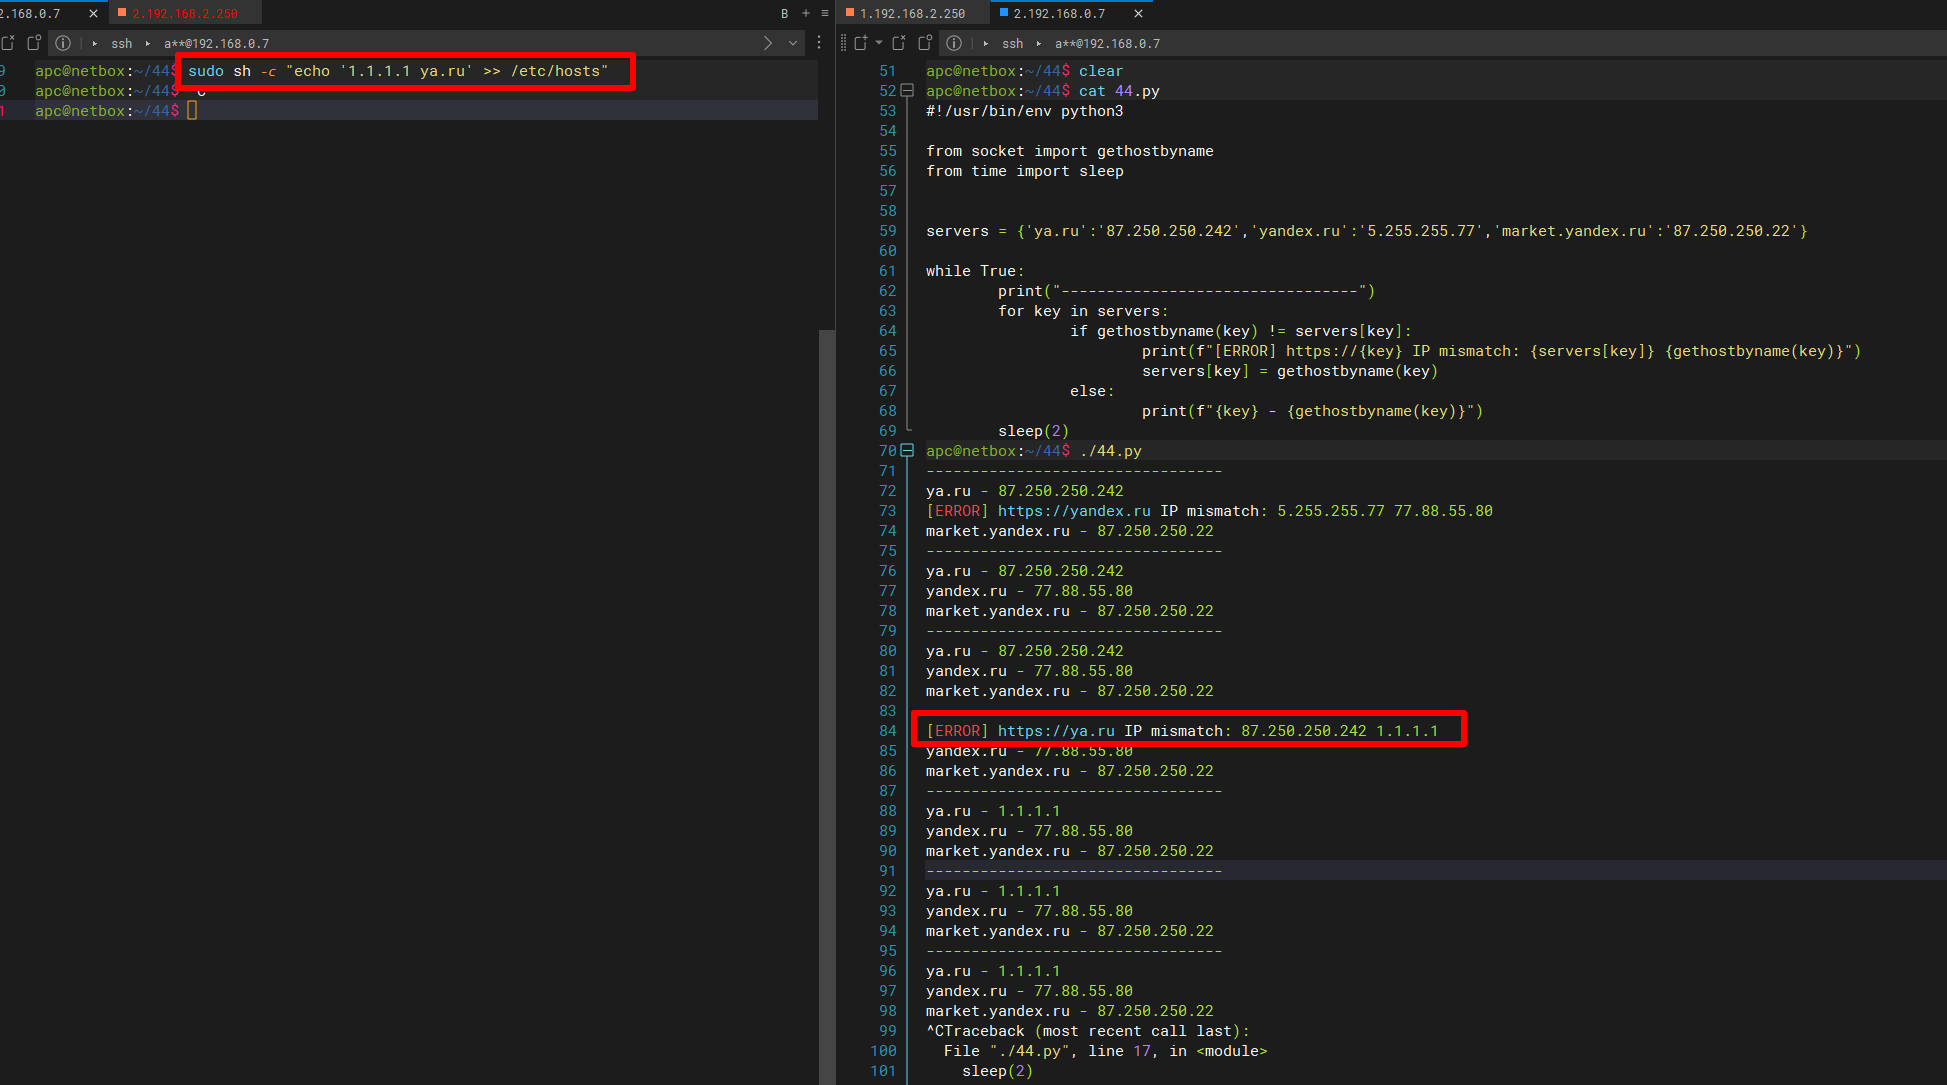 2.168.0.7
2.192.168.2.250
B
ssh a**@192.168.0.7
9 apc@netbox:~/44$ sudo sh -c "echo '1.1.1.1 ya.ru' >> /etc/hosts"
0 apc@netbox:~/44$ ^C
1 apc@netbox:~/44$
1.192.168.2.250
2.192.168.0.7
ssh a**@192.168.0.7
51 apc@netbox:~/44$ clear
52 apc@netbox:~/44$ cat 44.py
53 #!/usr/bin/env python3
54
55 from socket import gethostbyname
56 from time import sleep
57
58
59 servers = {'ya.ru':'87.250.250.242','yandex.ru':'5.255.255.77','market.yandex.ru':'87.250.250.22'}
60
61 while True:
62         print("---------------------------------")
63         for key in servers:
64                 if gethostbyname(key) != servers[key]:
65                         print(f"[ERROR] https://{key} IP mismatch: {servers[key]} {gethostbyname(key)}")
66                         servers[key] = gethostbyname(key)
67                 else:
68                         print(f"{key} - {gethostbyname(key)}")
69         sleep(2)
70 apc@netbox:~/44$ ./44.py
71 ---------------------------------
72 ya.ru - 87.250.250.242
73 [ERROR] https://yandex.ru IP mismatch: 5.255.255.77 77.88.55.80
74 market.yandex.ru - 87.250.250.22
75 ---------------------------------
76 ya.ru - 87.250.250.242
77 yandex.ru - 77.88.55.80
78 market.yandex.ru - 87.250.250.22
79 ---------------------------------
80 ya.ru - 87.250.250.242
81 yandex.ru - 77.88.55.80
82 market.yandex.ru - 87.250.250.22
83
84 [ERROR] https://ya.ru IP mismatch: 87.250.250.242 1.1.1.1
85 yandex.ru - 77.88.55.80
86 market.yandex.ru - 87.250.250.22
87 ---------------------------------
88 ya.ru - 1.1.1.1
89 yandex.ru - 77.88.55.80
90 market.yandex.ru - 87.250.250.22
91 ---------------------------------
92 ya.ru - 1.1.1.1
93 yandex.ru - 77.88.55.80
94 market.yandex.ru - 87.250.250.22
95 ---------------------------------
96 ya.ru - 1.1.1.1
97 yandex.ru - 77.88.55.80
98 market.yandex.ru - 87.250.250.22
99 ^CTraceback (most recent call last):
100   File "./44.py", line 17, in <module>
101     sleep(2)